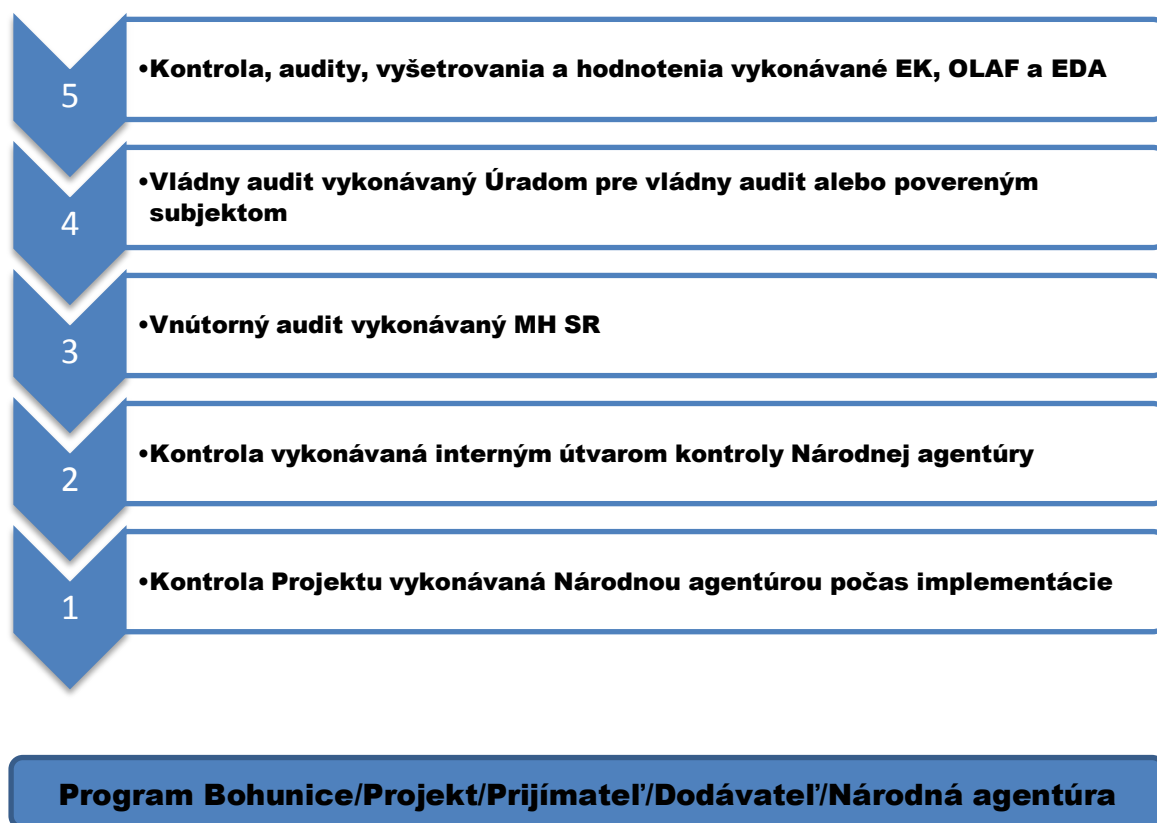 5
•Kontrola, audity, vyšetrovania a hodnotenia vykonávané EK, OLAF a EDA
4
•Vládny audit vykonávaný Úradom pre vládny audit alebo povereným
subjektom
3
•Vnútorný audit vykonávaný MH SR
2
•Kontrola vykonávaná interným útvarom kontroly Národnej agentúry
1
•Kontrola Projektu vykonávaná Národnou agentúrou počas implementácie
Program Bohunice/Projekt/Prijímateľ/Dodávateľ/Národná agentúra